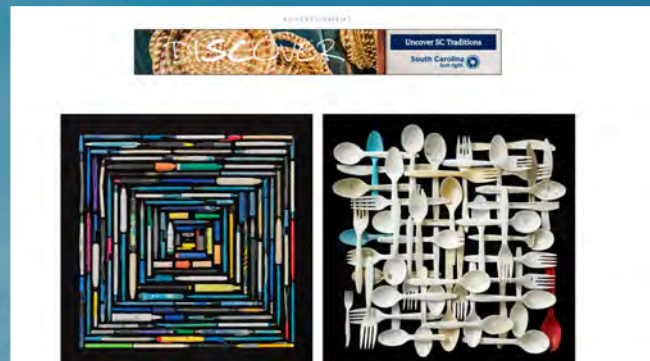 ADVERTISEMENT
DISCOVER
Uncover SC Traditions
South Carolina
Just right.